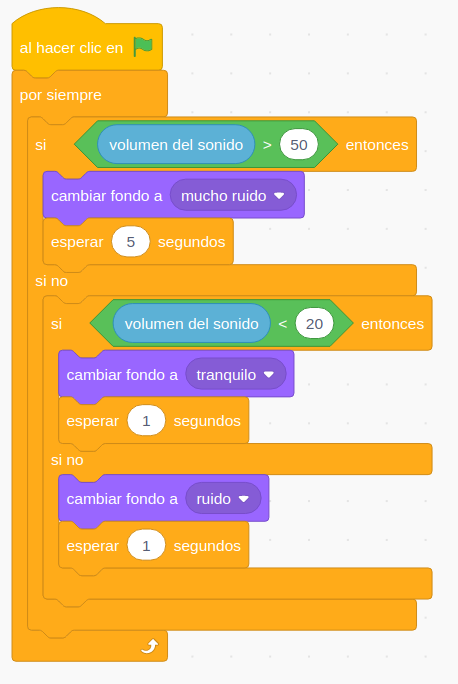 al hacer clic en
por siempre
si volumen del sonido > 50 entonces
cambiar fondo a mucho ruido
esperar 5 segundos
si no
si volumen del sonido < 20 entonces
cambiar fondo a tranquilo
esperar 1 segundos
si no
cambiar fondo a ruido
esperar 1 segundos